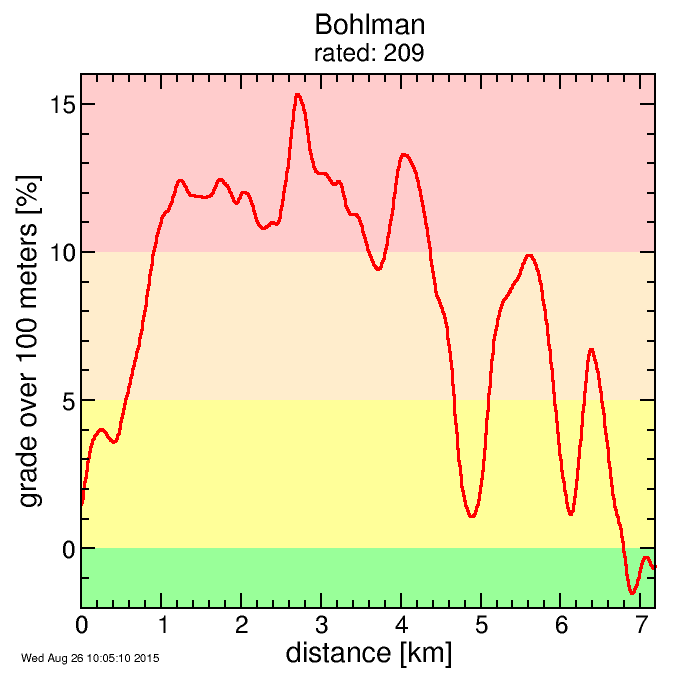 Bohlman
rated: 209
grade over 100 meters [%]
15
10
5
0
0 1 2 3 4 5 6 7
distance [km]
Wed Aug 26 10:05:10 2015